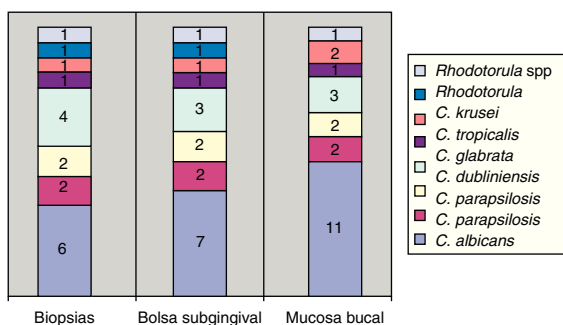 1 1 1
1 1 2
1 1 1
1 1 3
4 3 2
2 2 2
2 2 11
6 7
Rhodotorula spp
Rhodotorula
C. krusei
C. tropicalis
C. glabrata
C. dubliniensis
C. parapsilosis
C. parapsilosis
C. albicans
Biopsias Bolsa subgingival Mucosa bucal